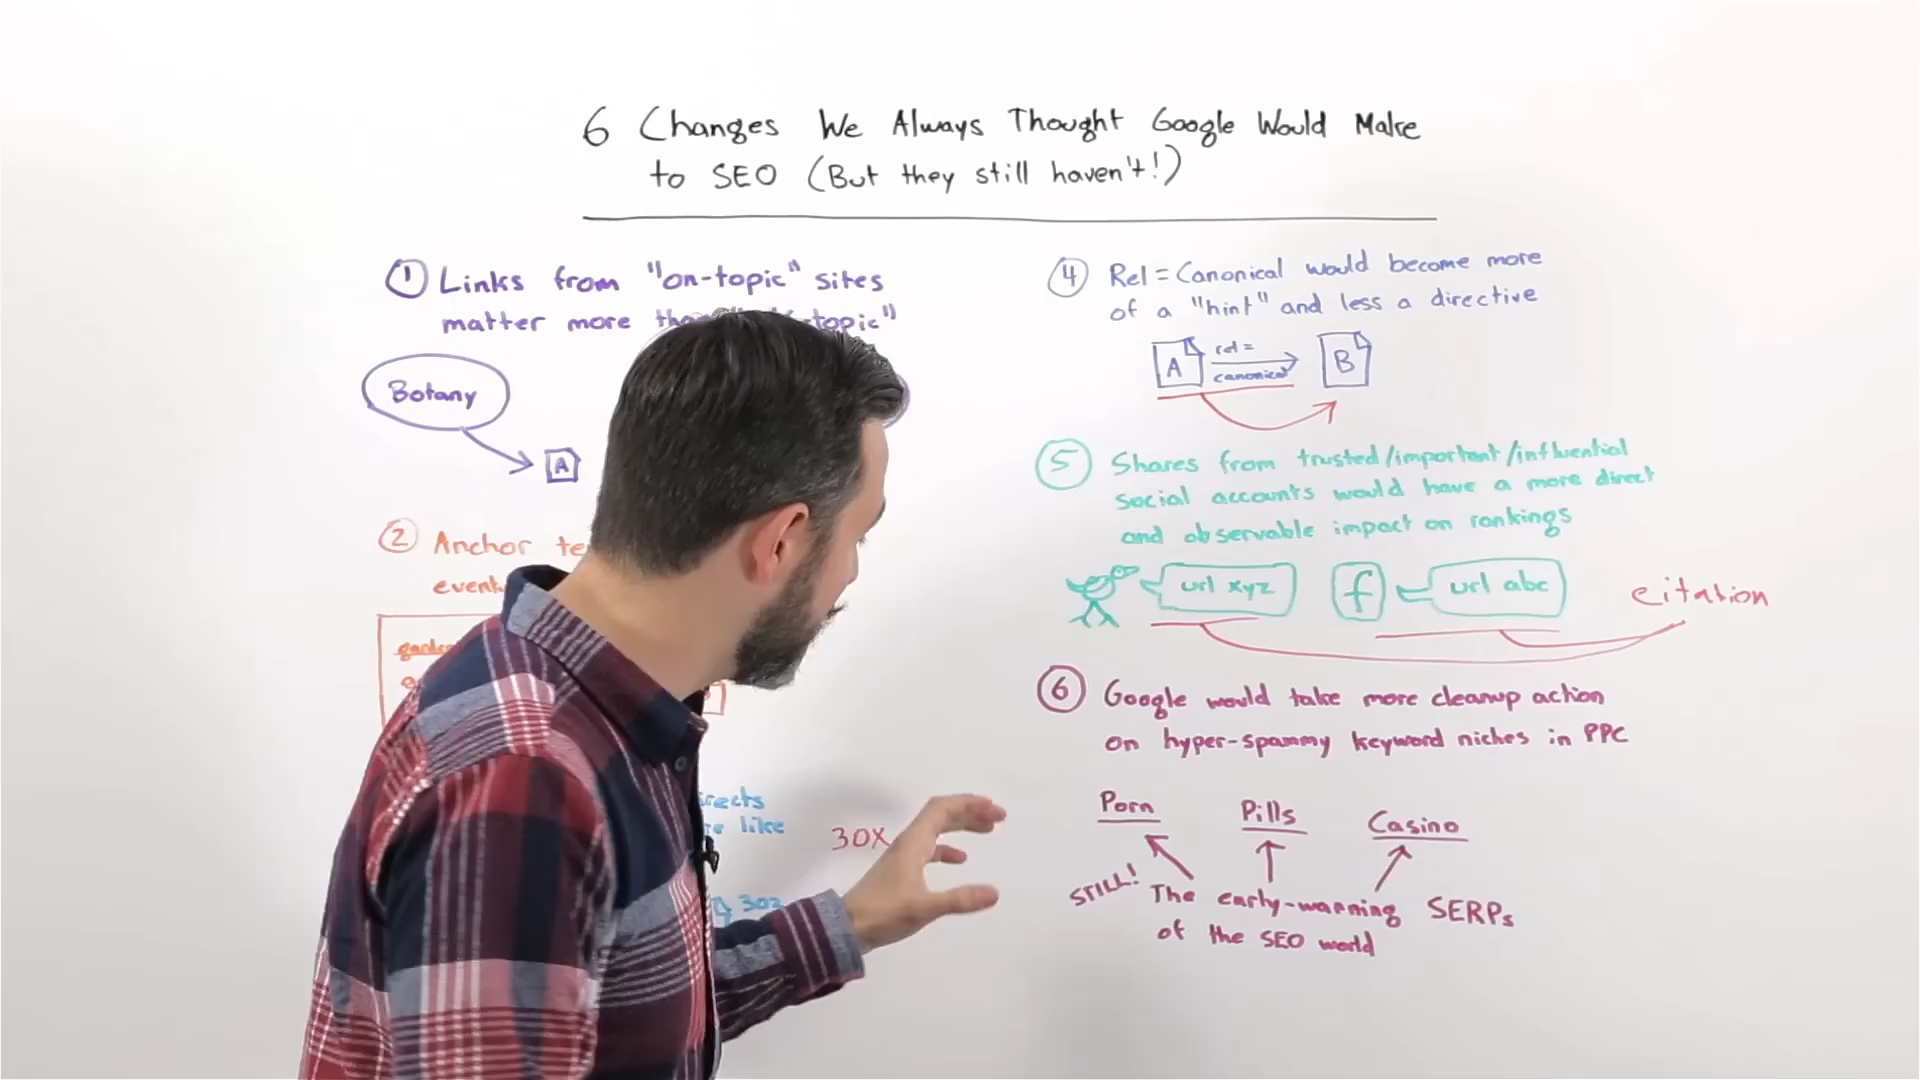 6 Changes We Always Thought Google Would Make
to SEO (But they still haven't!)
1 Links from "on-topic" sites
matter more topic"
Botany
A
2 Anchor
30X
302
like
4 Rel=Canonical would become more
of a "hint" and less a directive
A rel= canonical B
5 Shares from trusted/important/influential
social accounts would have a more direct
and observable impact on rankings
url xyz f url abc citation
6 Google would take more cleanup action
on hyper-spammy keyword niches in PPC
Porn Pills Casino
STILL! The early-warning SERPs
of the SEO world